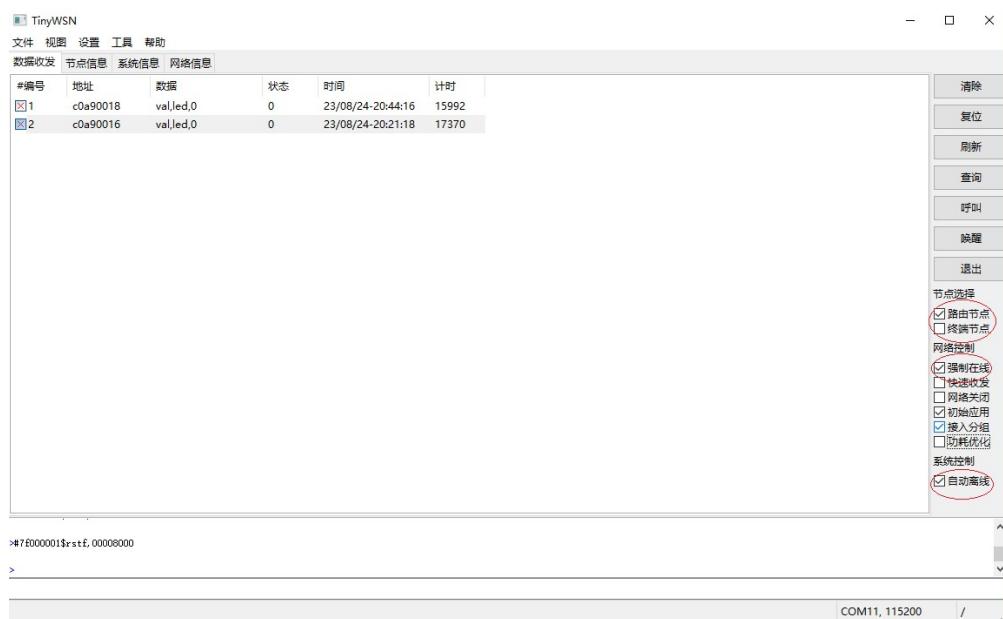 TinyWSN
文件 视图 设置 工具 帮助
数据收发 节点信息 系统信息 网络信息
#编号 地址 数据 状态 时间 计时
1 c0a90018 val,led,0 0 23/08/24-20:44:16 15992
2 c0a90016 val,led,0 0 23/08/24-20:21:18 17370
清除
复位
刷新
查询
呼叫
唤醒
退出
节点选择
路由节点
终端节点
网络控制
强制在线
快速收发
网络关闭
初始应用
接入分组
功耗优化
系统控制
自动离线
>#7f000001$rstf,00008000
>
COM11, 115200 /